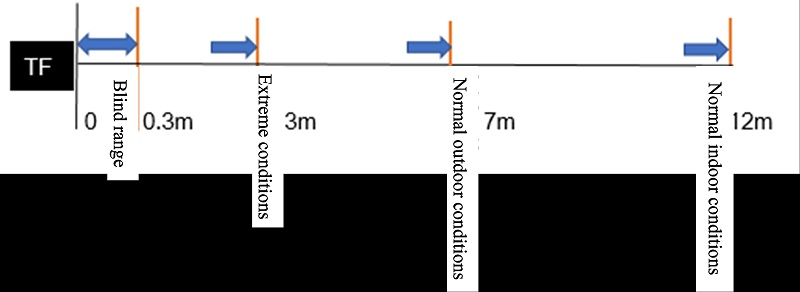 TF
0
Blind range
0.3m
Extreme conditions
3m
Normal outdoor conditions
7m
Normal indoor conditions
12m